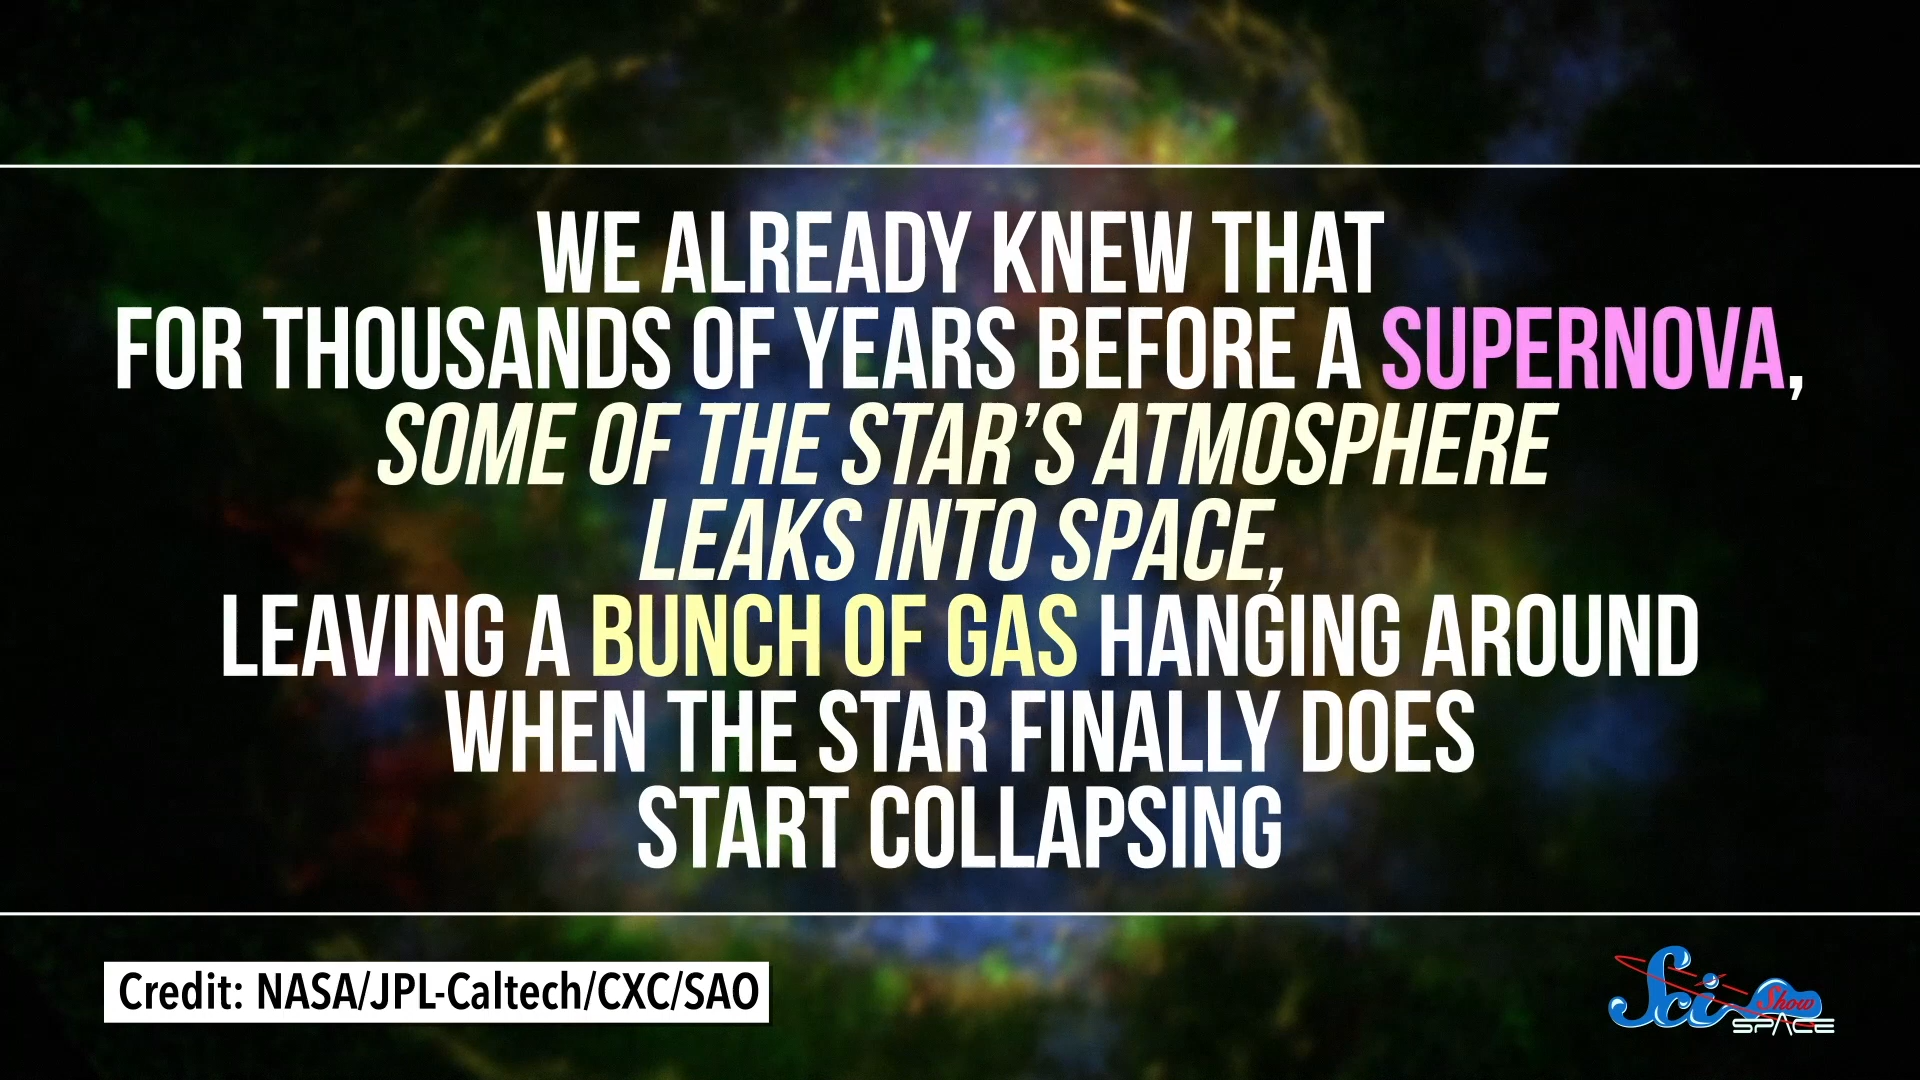 WE ALREADY KNEW THAT
FOR THOUSANDS OF YEARS BEFORE A SUPERNOVA,
SOME OF THE STAR'S ATMOSPHERE
LEAKS INTO SPACE,
LEAVING A BUNCH OF GAS HANGING AROUND
WHEN THE STAR FINALLY DOES
START COLLAPSING
Credit: NASA/JPL-Caltech/CXC/SAO
Sci Show
SPACE